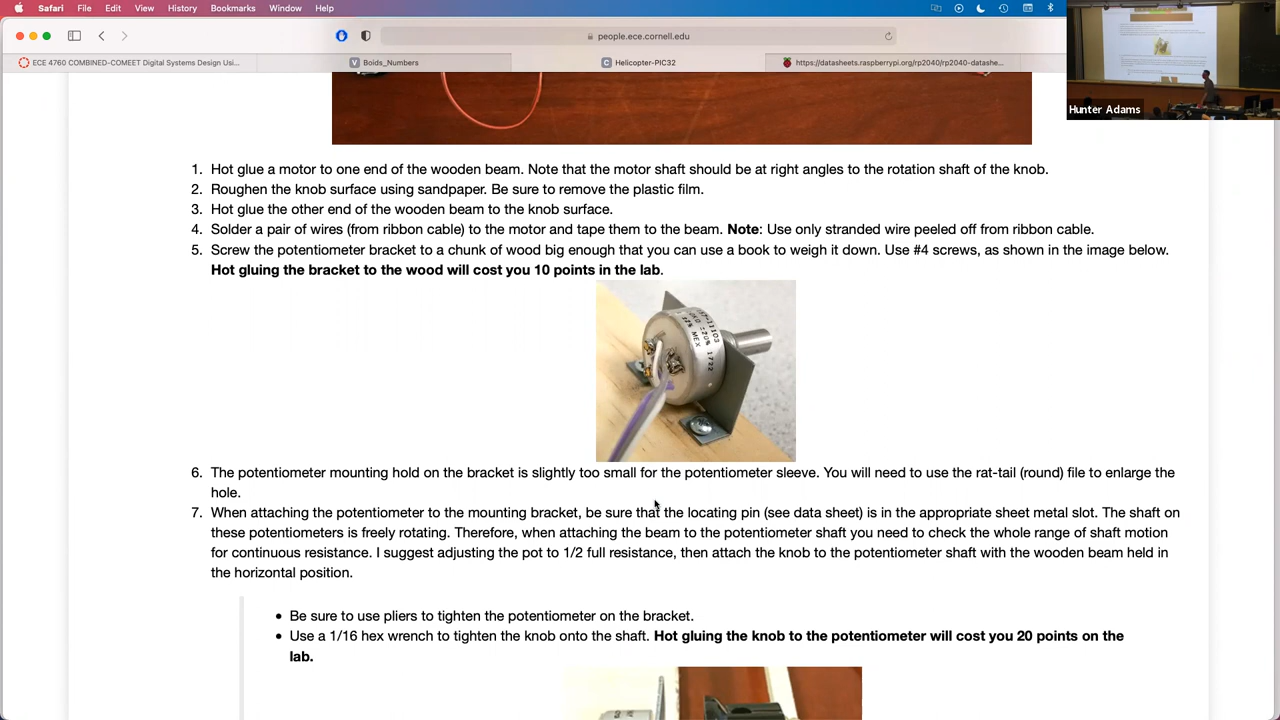 Safari File Edit View History Bookmarks Window Help
people.ece.cornell.edu
ECE 4760 COMBINED-COMEET Digital Systems Design Usi...
Boids_Numbers
Helicopter-PIC32
https://datasheets.raspberrypi.org/rp2040/rp2040-datashe...
Hunter Adams
1. Hot glue a motor to one end of the wooden beam. Note that the motor shaft should be at right angles to the rotation shaft of the knob.
2. Roughen the knob surface using sandpaper. Be sure to remove the plastic film.
3. Hot glue the other end of the wooden beam to the knob surface.
4. Solder a pair of wires (from ribbon cable) to the motor and tape them to the beam. Note: Use only stranded wire peeled off from ribbon cable.
5. Screw the potentiometer bracket to a chunk of wood big enough that you can use a book to weigh it down. Use #4 screws, as shown in the image below.
Hot gluing the bracket to the wood will cost you 10 points in the lab.
MEX 1722
6. The potentiometer mounting hold on the bracket is slightly too small for the potentiometer sleeve. You will need to use the rat-tail (round) file to enlarge the
hole.
7. When attaching the potentiometer to the mounting bracket, be sure that the locating pin (see data sheet) is in the appropriate sheet metal slot. The shaft on
these potentiometers is freely rotating. Therefore, when attaching the beam to the potentiometer shaft you need to check the whole range of shaft motion
for continuous resistance. I suggest adjusting the pot to 1/2 full resistance, then attach the knob to the potentiometer shaft with the wooden beam held in
the horizontal position.
• Be sure to use pliers to tighten the potentiometer on the bracket.
• Use a 1/16 hex wrench to tighten the knob onto the shaft. Hot gluing the knob to the potentiometer will cost you 20 points on the
lab.